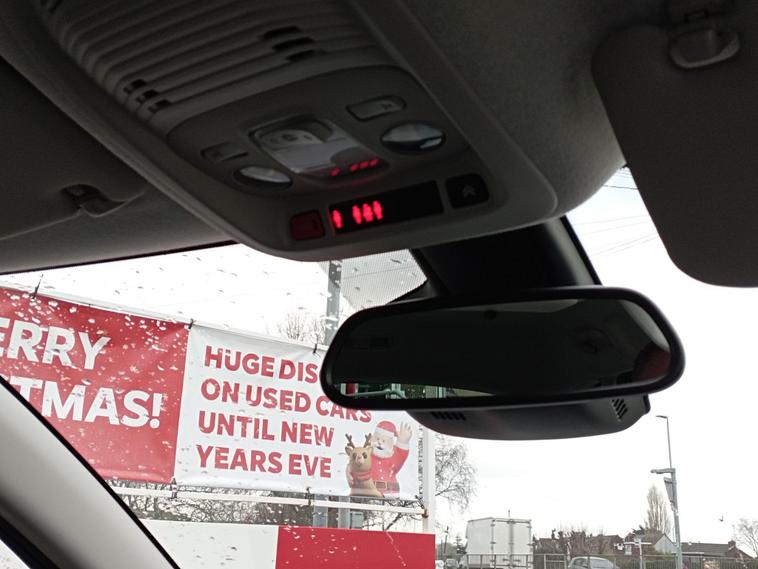 ERRY
TMAS!
HUGE DIS
ON USED CARS
UNTIL NEW
YEARS EVE